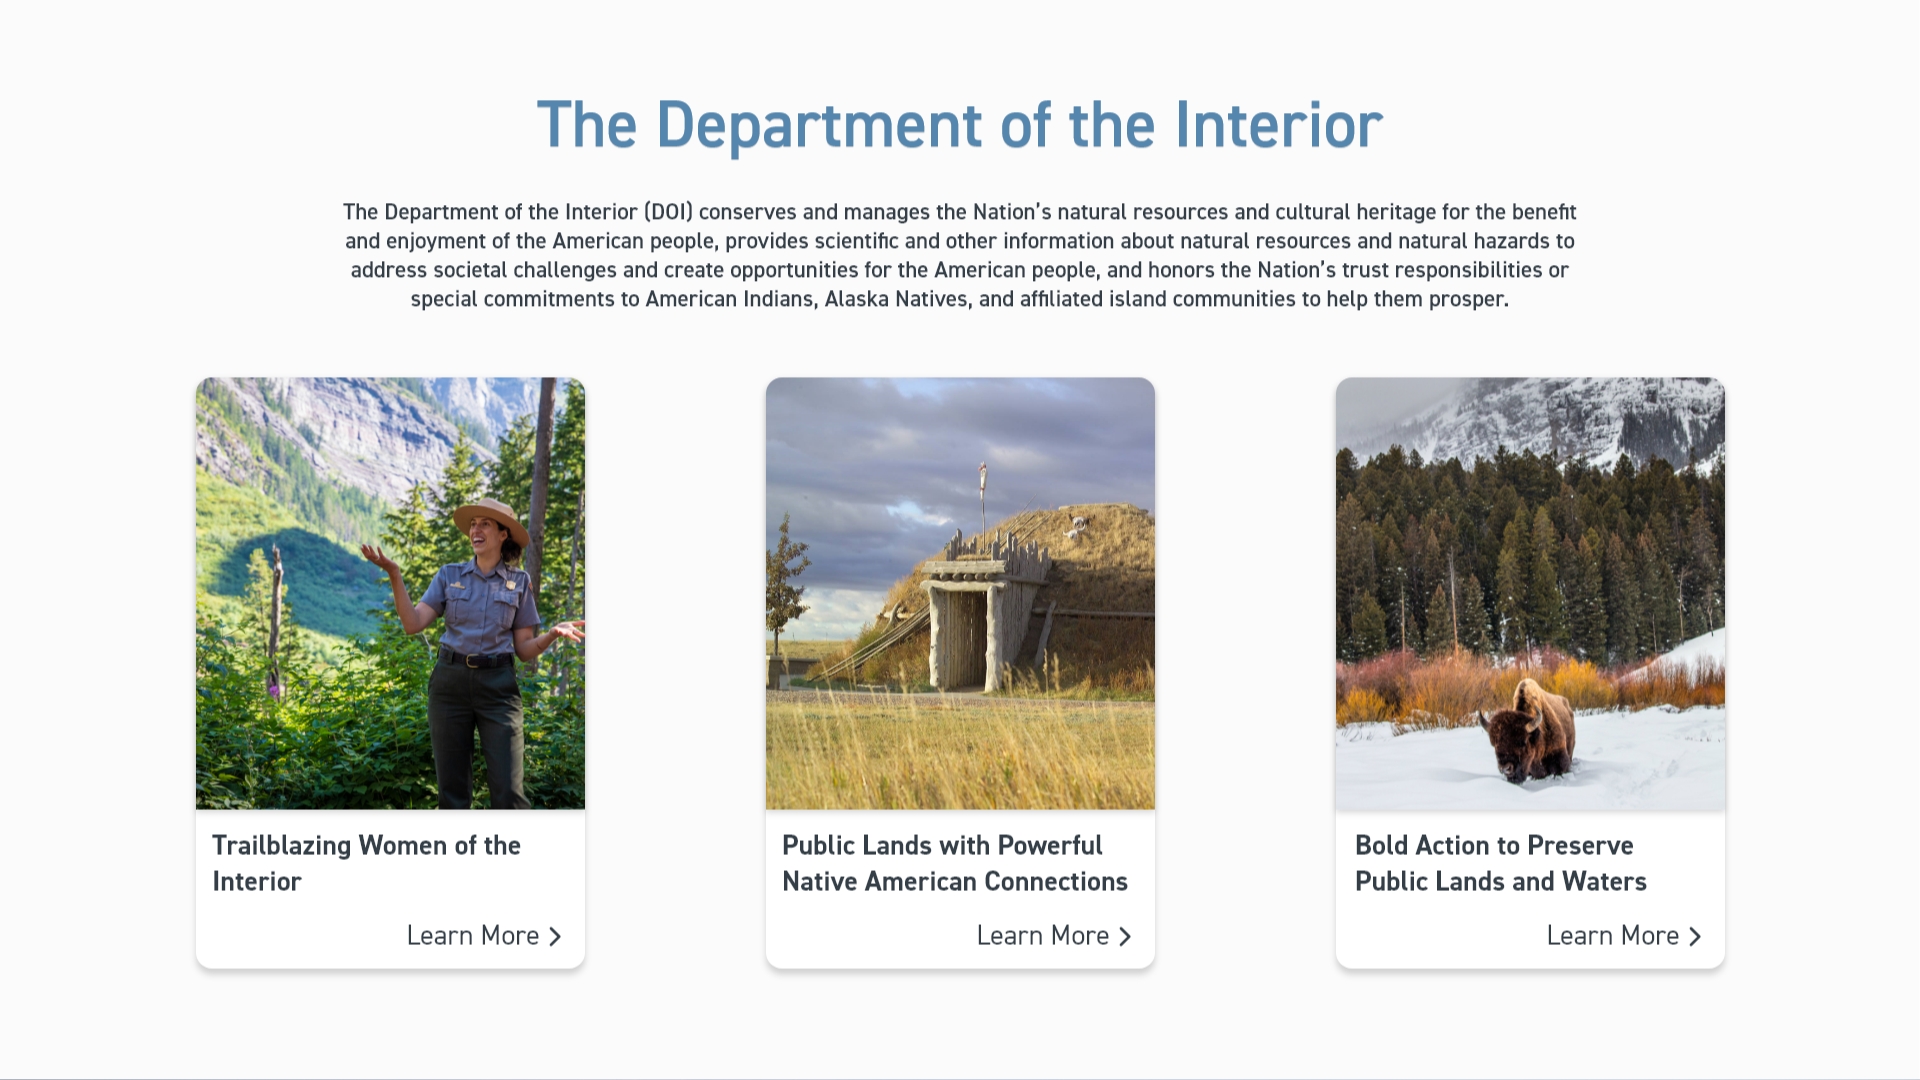 The Department of the Interior
The Department of the Interior (DOI) conserves and manages the Nation’s natural resources and cultural heritage for the benefit
and enjoyment of the American people, provides scientific and other information about natural resources and natural hazards to
address societal challenges and create opportunities for the American people, and honors the Nation’s trust responsibilities or
special commitments to American Indians, Alaska Natives, and affiliated island communities to help them prosper.
Trailblazing Women of the
Interior
Learn More
Public Lands with Powerful
Native American Connections
Learn More
Bold Action to Preserve
Public Lands and Waters
Learn More